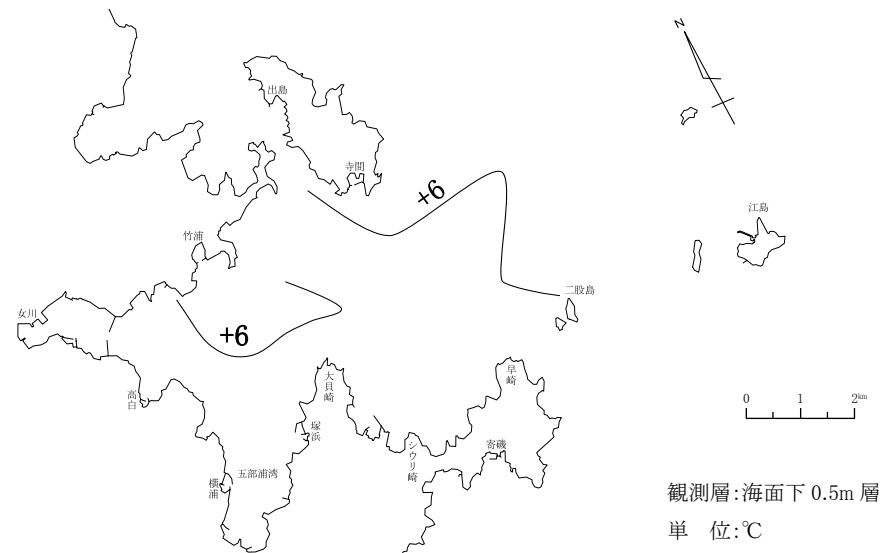 N
出島
寺間
+6
江島
竹浦
二股島
女川
+6
大貝崎
早崎
高白
0 1 2km
塚浜
シウリ崎
寄磯
五部浦湾
横浦
観測層:海面下 0.5m 層
単 位:℃